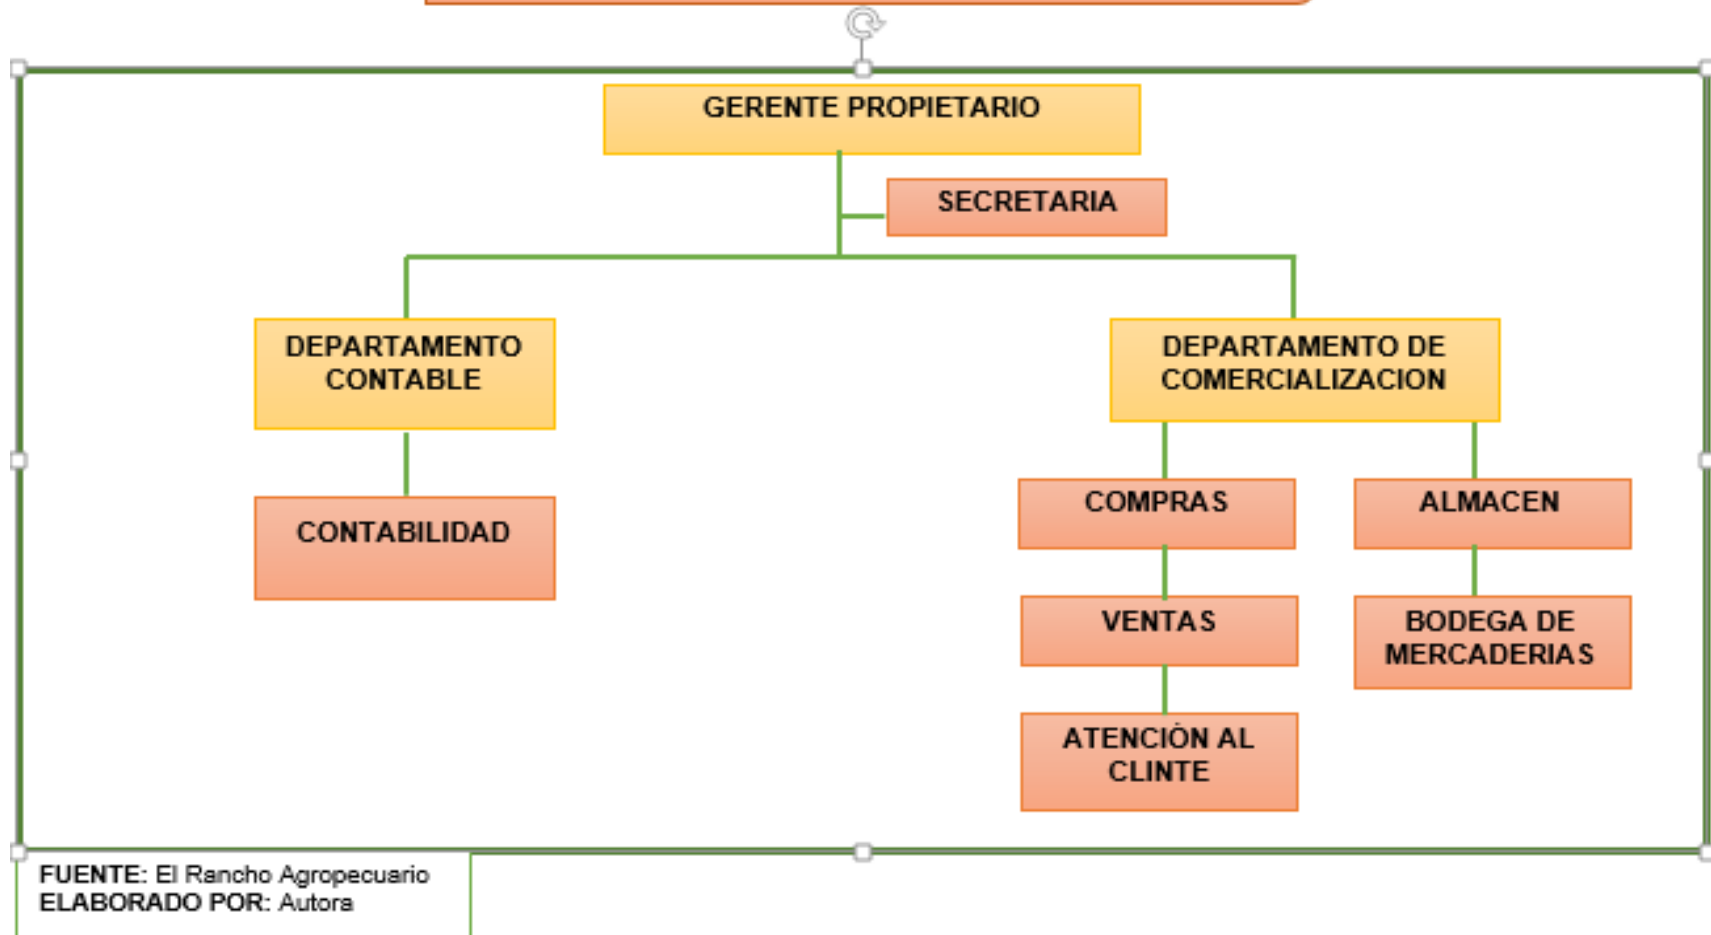 GERENTE PROPIETARIO
SECRETARIA
DEPARTAMENTO
CONTABLE
DEPARTAMENTO DE
COMERCIALIZACION
CONTABILIDAD
COMPRAS
ALMACEN
VENTAS
BODEGA DE
MERCADERIAS
ATENCIÓN AL
CLINTE
FUENTE: El Rancho Agropecuario
ELABORADO POR: Autora